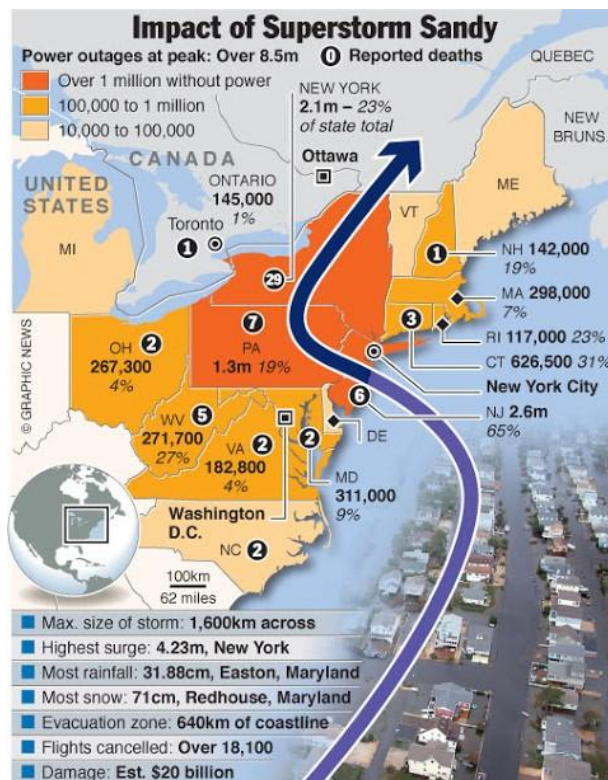 Impact of Superstorm Sandy
Power outages at peak: Over 8.5m
0 Reported deaths
Over 1 million without power
100,000 to 1 million
10,000 to 100,000
QUEBEC
NEW
BRUNS.
NEW YORK
2.1m – 23%
of state total
CANADA
Ottawa
UNITED
STATES
ONTARIO
145,000
1%
Toronto
1
ME
VT
MI
1
NH 142,000
19%
29
MA 298,000
7%
RI 117,000 23%
3
CT 626,500 31%
7
PA
1.3m 19%
New York City
2
OH
267,300
4%
6
NJ 2.6m
65%
DE
5
WV
271,700
27%
2
VA
182,800
4%
2
MD
311,000
9%
Washington
D.C.
NC 2
100km
62 miles
© GRAPHIC NEWS
Max. size of storm: 1,600km across
Highest surge: 4.23m, New York
Most rainfall: 31.88cm, Easton, Maryland
Most snow: 71cm, Redhouse, Maryland
Evacuation zone: 640km of coastline
Flights cancelled: Over 18,100
Damage: Est. $20 billion